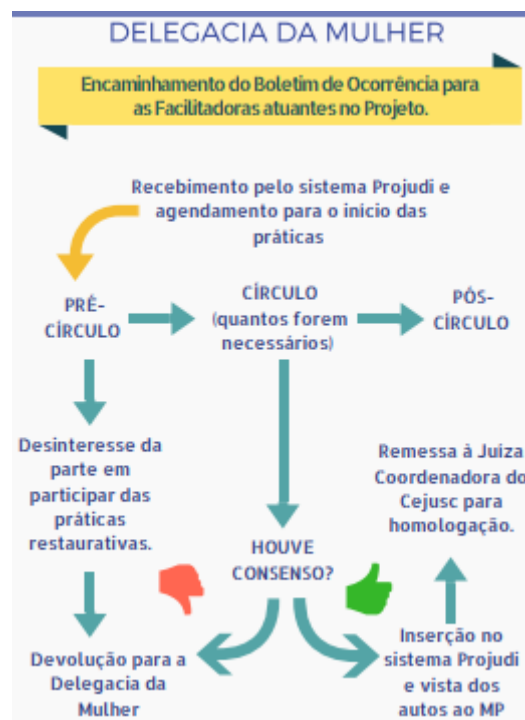 DELEGACIA DA MULHER
Encaminhamento do Boletim de Ocorrência para
as Facilitadoras atuantes no Projeto.
Recebimento pelo sistema Projudi e
agendamento para o início das
práticas
PRÉ-
CÍRCULO
CÍRCULO
(quantos forem
necessários)
PÓS-
CÍRCULO
Desinteresse da
parte em
participar das
práticas
restaurativas.
Remessa à Juíza
Coordenadora do
Cejusc para
homologação.
HOUVE
CONSENSO?
Devolução para a
Delegacia da
Mulher
Inserção no
sistema Projudi
e vista dos
autos ao MP